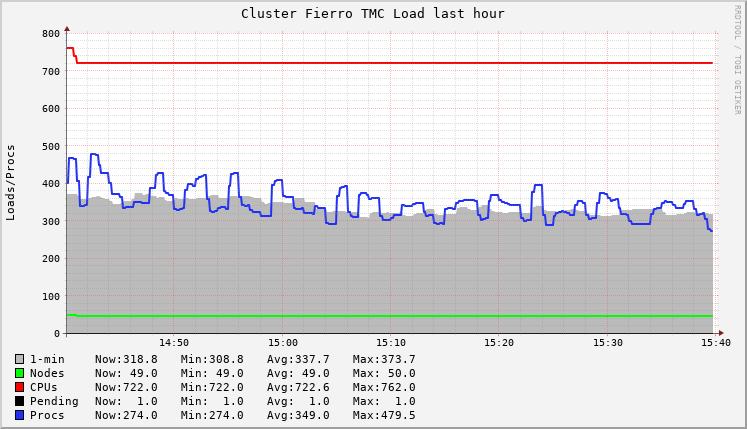 Cluster Fierro TMC Load last hour
RRDTOOL / TOBI OETIKER
Loads/Procs
800
700
600
500
400
300
200
100
0
14:50 15:00 15:10 15:20 15:30 15:40
1-min Now:318.8 Min:308.8 Avg:337.7 Max:373.7
Nodes Now: 49.0 Min: 49.0 Avg: 49.0 Max: 50.0
CPUs Now:722.0 Min:722.0 Avg:722.6 Max:762.0
Pending Now: 1.0 Min: 1.0 Avg: 1.0 Max: 1.0
Procs Now:274.0 Min:274.0 Avg:349.0 Max:479.5